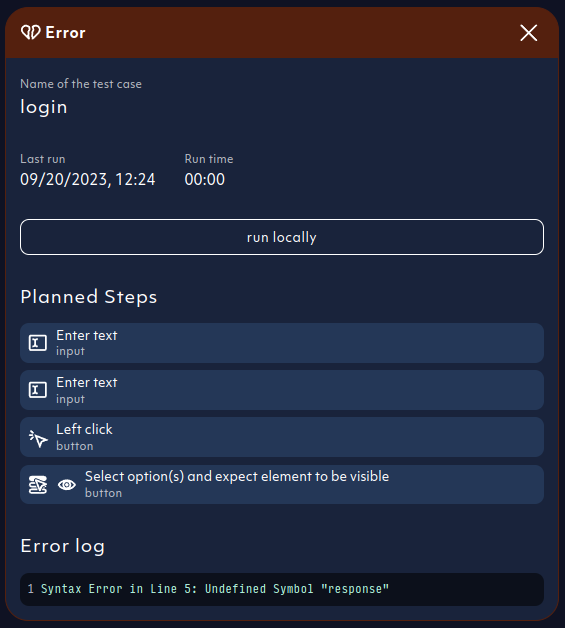 Error
Name of the test case
login
Last run Run time
09/20/2023, 12:24 00:00
run locally
Planned Steps
Enter text
input
Enter text
input
Left click
button
Select option(s) and expect element to be visible
button
Error log
1 Syntax Error in Line 5: Undefined Symbol "response"